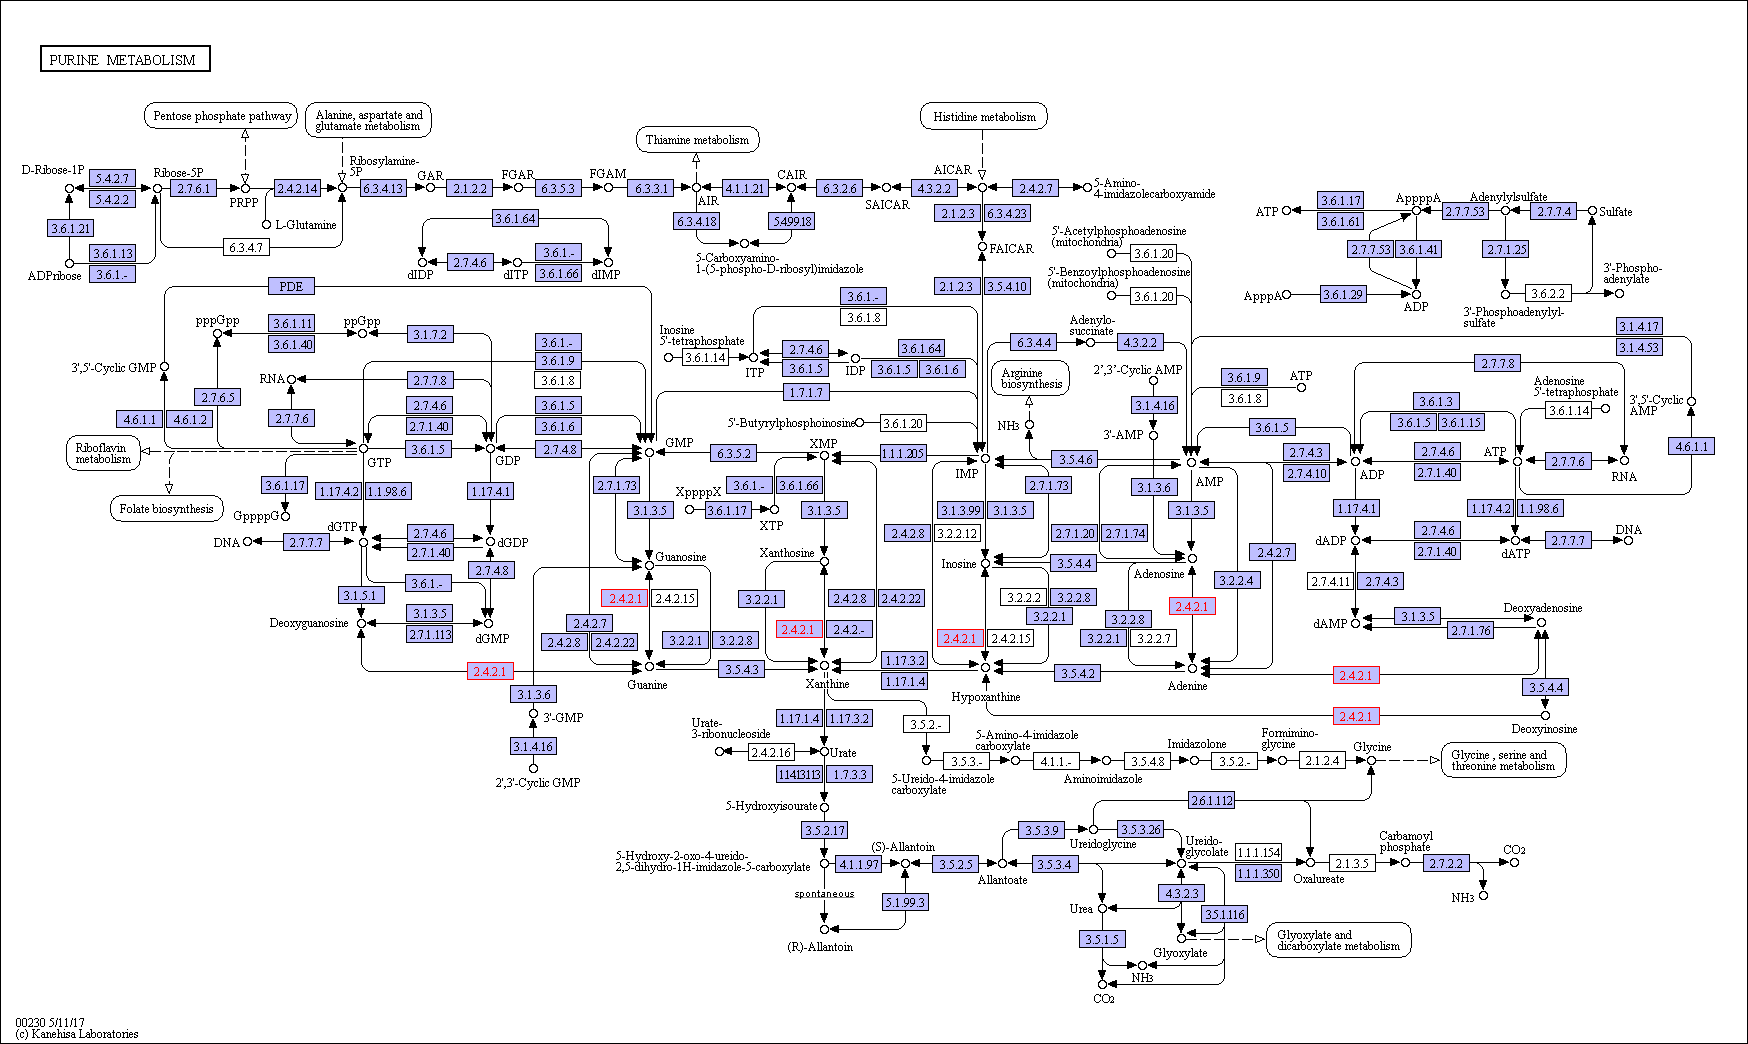 PURINE METABOLISM
Pentose phosphate pathway
Alanine, aspartate and
glutamate metabolism
Thiamine metabolism
Histidine metabolism
D-Ribose-1P
5.4.2.7
5.4.2.2
Ribose-5P
2.7.6.1
PRPP
2.4.2.14
Ribosylamine-
5P
6.3.4.13
GAR
2.1.2.2
FGAR
6.3.5.3
FGAM
6.3.3.1
AIR
4.1.1.21
CAIR
6.3.2.6
SAICAR
4.3.2.2
AICAR
2.4.2.7
5-Amino-
4-imidazolecarboxyamide
L-Glutamine
3.6.1.21
3.6.1.13
3.6.1.-
ADPribose
6.3.4.7
3.6.1.64
dIDP
2.7.4.6
dITP
3.6.1.-
3.6.1.66
dIMP
6.3.4.18
5.4.99.18
5-Carboxyamino-
1-(5-phospho-D-ribosyl)imidazole
2.1.2.3
6.3.4.23
FAICAR
2.1.2.3
3.5.4.10
5'-Acetylphosphoadenosine
(mitochondria)
3.6.1.20
5'-Benzoylphosphoadenosine
(mitochondria)
3.6.1.20
ATP
3.6.1.17
3.6.1.61
AppppA
2.7.7.53
Adenylylsulfate
2.7.7.4
Sulfate
2.7.7.53
3.6.1.41
2.7.1.25
ApppA
3.6.1.29
ADP
3.6.2.2
3'-Phospho-
adenylate
3'-Phosphoadenylyl-
sulfate
PDE
pppGpp
3.6.1.11
3.6.1.40
ppGpp
3.1.7.2
3.6.1.-
3.6.1.9
3.6.1.8
3',5'-Cyclic GMP
RNA
2.7.7.8
2.7.6.5
2.7.7.6
4.6.1.1
4.6.1.2
2.7.4.6
2.7.1.40
3.6.1.5
3.6.1.6
Inosine
5'-tetraphosphate
3.6.1.14
ITP
3.6.1.-
3.6.1.8
2.7.4.6
3.6.1.5
IDP
3.6.1.64
3.6.1.5
3.6.1.6
1.7.1.7
5'-Butyrylphosphoinosine
3.6.1.20
6.3.4.4
Adenylo-
succinate
4.3.2.2
Arginine
biosynthesis
NH3
2',3'-Cyclic AMP
3.1.4.16
3'-AMP
3.6.1.9
3.6.1.8
ATP
3.1.4.17
3.1.4.53
2.7.7.8
Adenosine
5'-tetraphosphate
3.6.1.14
3',5'-Cyclic
AMP
3.6.1.3
3.6.1.5
3.6.1.15
4.6.1.1
Riboflavin
metabolism
GTP
3.6.1.5
GDP
2.7.4.8
GMP
6.3.5.2
XMP
1.1.1.205
IMP
3.5.4.6
AMP
3.6.1.5
2.7.4.3
2.7.4.10
ADP
2.7.4.6
2.7.1.40
ATP
2.7.7.6
RNA
Folate biosynthesis
3.6.1.17
GppppG
1.17.4.2
1.1.98.6
1.17.4.1
2.7.1.73
3.1.3.5
XppppX
3.6.1.17
3.6.1.-
3.6.1.66
XTP
3.1.3.5
2.7.1.73
3.1.3.99
3.1.3.5
2.4.2.8
3.2.2.12
3.1.3.6
3.1.3.5
2.7.1.20
2.7.1.74
2.4.2.7
1.17.4.1
1.17.4.2
1.1.98.6
DNA
2.7.7.7
dGTP
2.7.4.6
2.7.1.40
dGDP
Guanosine
Xanthosine
Inosine
3.5.4.4
Adenosine
3.2.2.4
dADP
2.7.4.6
2.7.1.40
dATP
2.7.7.7
DNA
3.6.1.-
2.7.4.8
3.1.5.1
2.4.2.1
2.4.2.15
3.2.2.1
2.4.2.8
2.4.2.22
3.2.2.2
3.2.2.8
3.2.2.1
2.4.2.1
2.7.4.11
2.7.4.3
Deoxyguanosine
3.1.3.5
2.7.1.113
dGMP
2.4.2.7
2.4.2.8
2.4.2.22
3.2.2.1
3.2.2.8
2.4.2.1
2.4.2.-
2.4.2.1
2.4.2.15
3.2.2.8
3.2.2.1
3.2.2.7
dAMP
3.1.3.5
2.7.1.76
Deoxyadenosine
2.4.2.1
Guanine
3.5.4.3
Xanthine
1.17.3.2
1.17.1.4
Hypoxanthine
3.5.4.2
Adenine
2.4.2.1
3.5.4.4
3.1.3.6
3'-GMP
3.1.4.16
2',3'-Cyclic GMP
2.4.2.1
Deoxyinosine
Urate-
3-ribonucleoside
2.4.2.16
1.17.1.4
1.17.3.2
Urate
3.5.2.-
5-Ureido-4-imidazole
carboxylate
3.5.3.-
5-Amino-4-imidazole
carboxylate
4.1.1.-
Aminoimidazole
3.5.4.8
Imidazolone
3.5.2.-
Formimino-
glycine
2.1.2.4
Glycine
Glycine , serine and
threonine metabolism
1.14.13.113
1.7.3.3
5-Hydroxyisourate
3.5.2.17
2.6.1.112
5-Hydroxy-2-oxo-4-ureido-
2,5-dihydro-1H-imidazole-5-carboxylate
4.1.1.97
(S)-Allantoin
3.5.2.5
Allantoate
3.5.3.9
Ureidoglycine
3.5.3.26
3.5.3.4
Ureido-
glycolate
1.1.1.154
1.1.1.350
Oxalureate
2.1.3.5
Carbamoyl
phosphate
2.7.2.2
CO2
NH3
spontaneous
5.1.99.3
(R)-Allantoin
Urea
4.3.2.3
3.5.1.116
3.5.1.5
Glyoxylate
Glyoxylate and
dicarboxylate metabolism
NH3
CO2
00230 5/11/17
(c) Kanehisa Laboratories